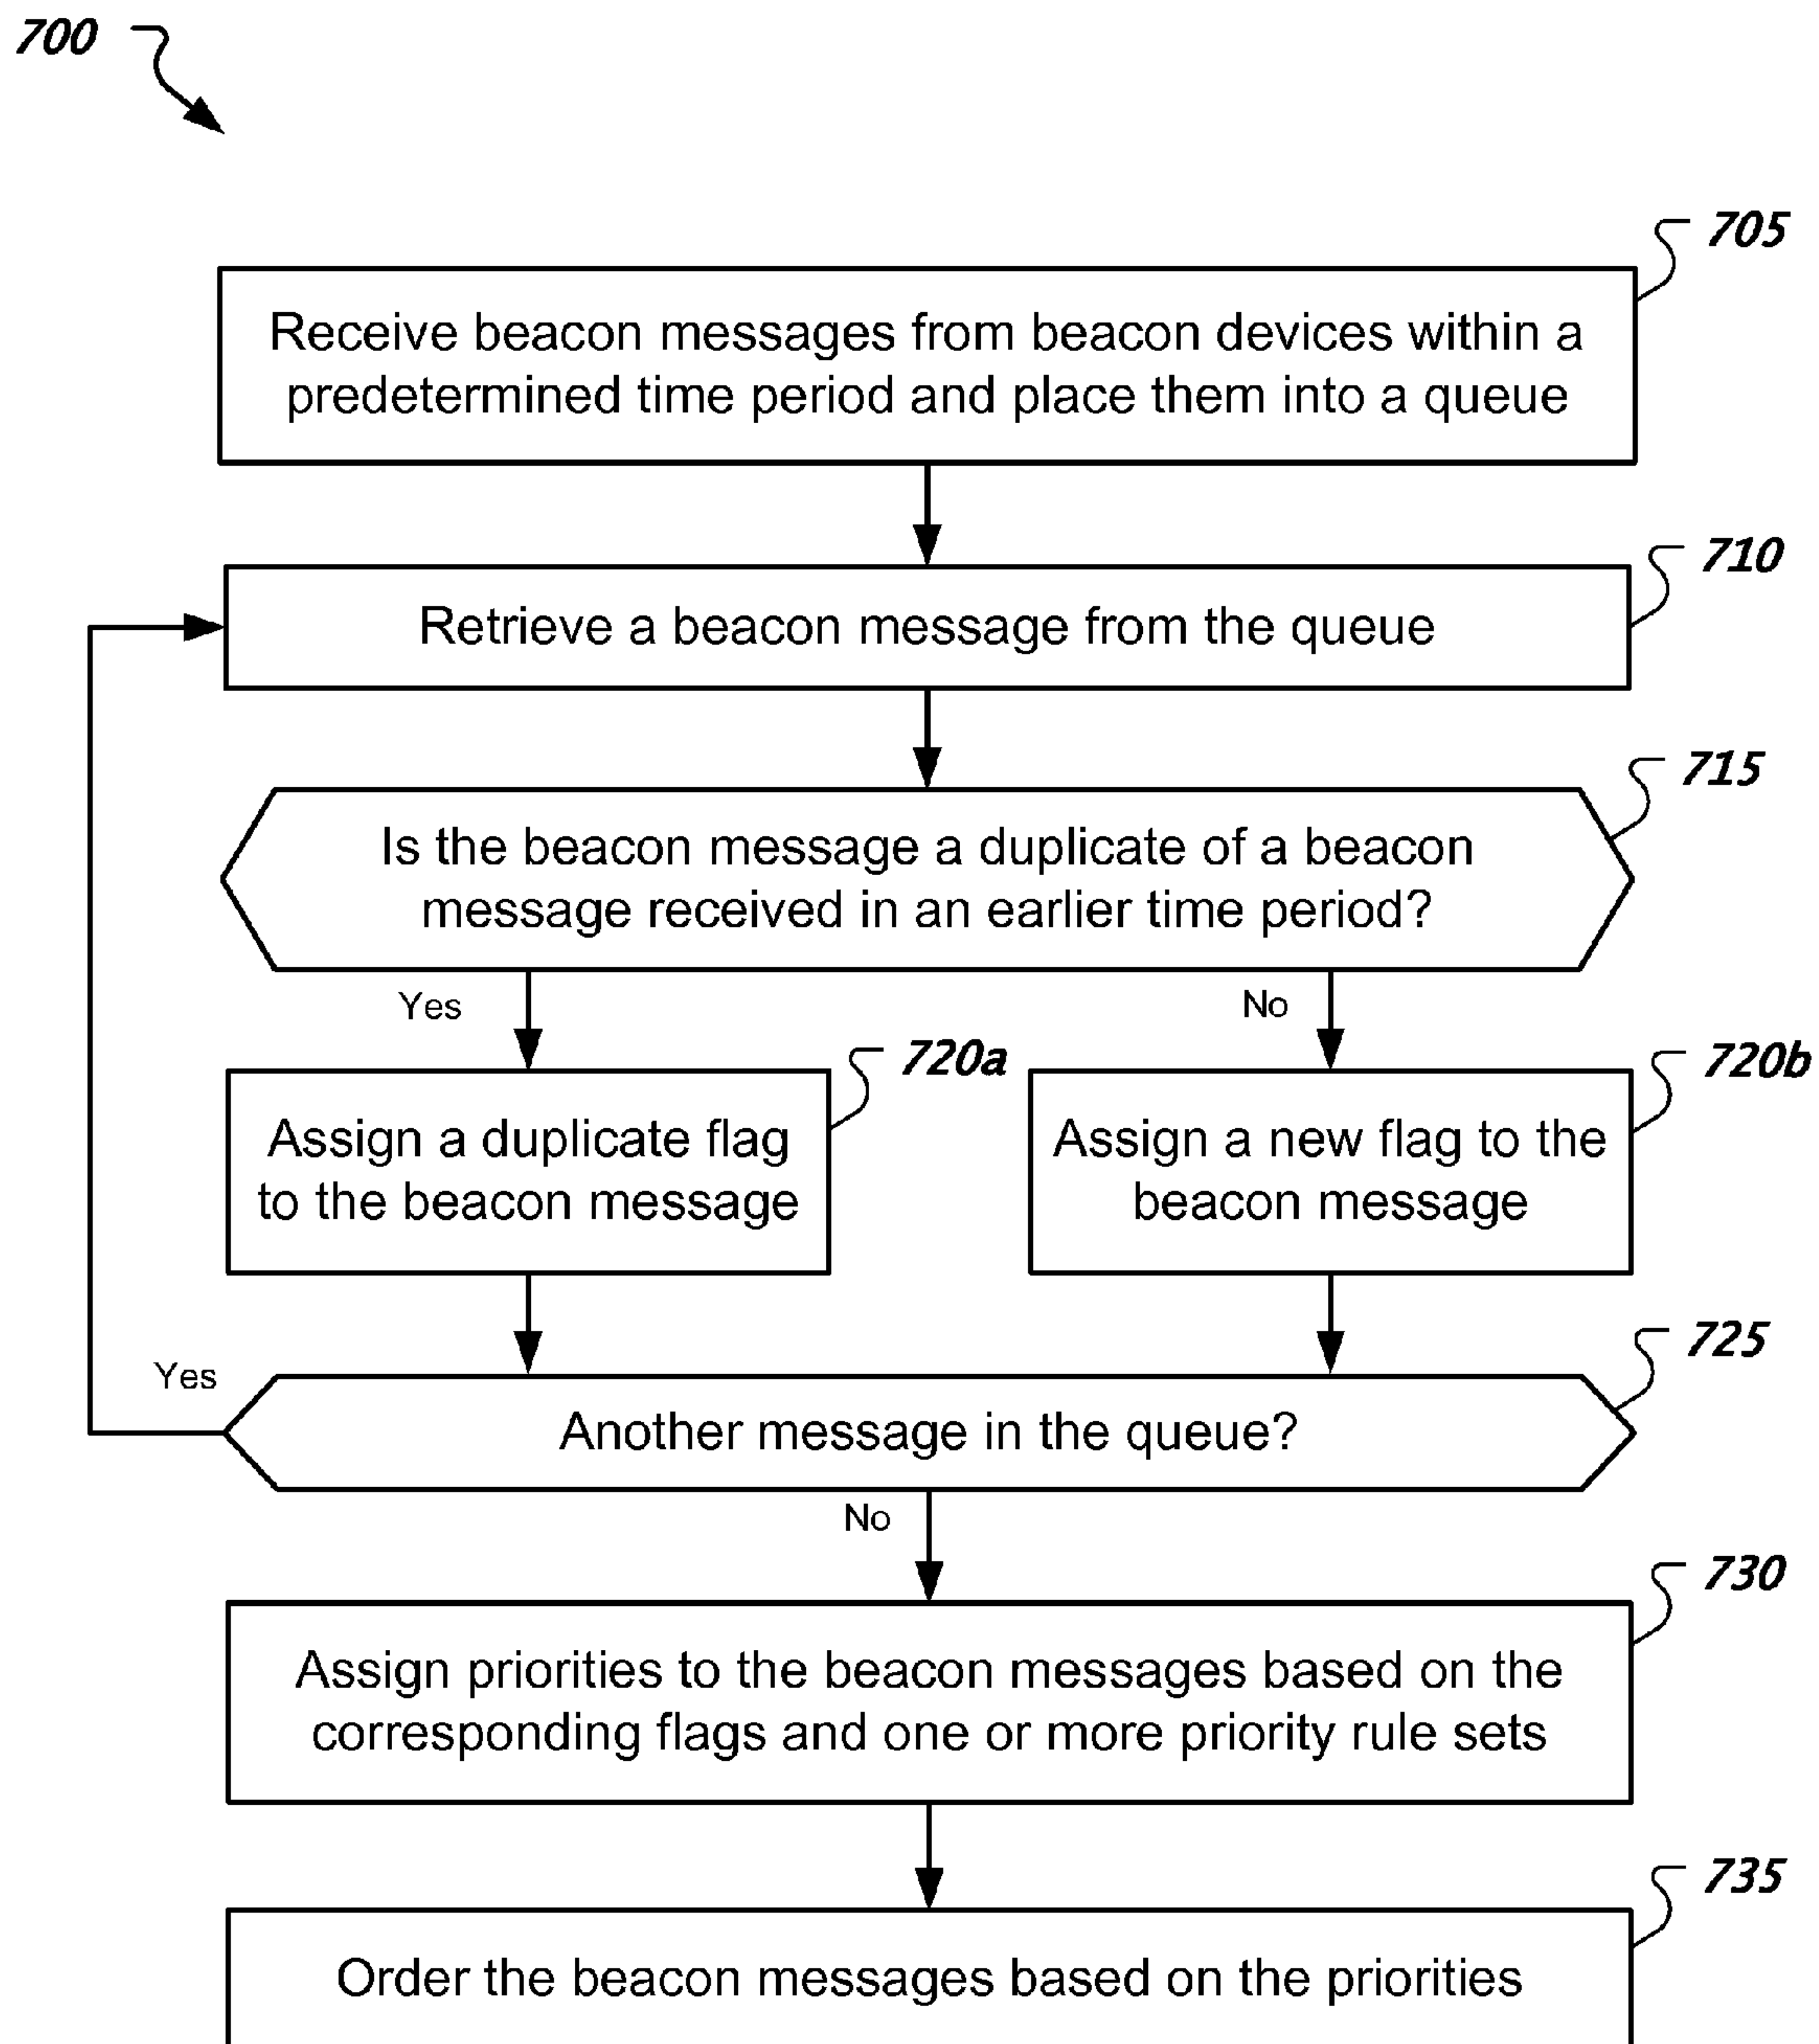 700
705
Receive beacon messages from beacon devices within a
predetermined time period and place them into a queue
710
Retrieve a beacon message from the queue
715
Is the beacon message a duplicate of a beacon
message received in an earlier time period?
Yes
No
720a
720b
Assign a duplicate flag
to the beacon message
Assign a new flag to the
beacon message
725
Yes
Another message in the queue?
No
730
Assign priorities to the beacon messages based on the
corresponding flags and one or more priority rule sets
735
Order the beacon messages based on the priorities